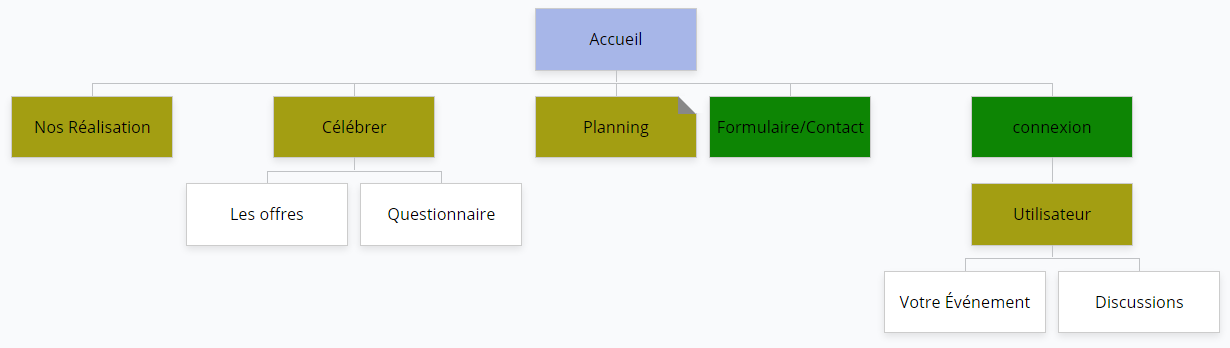 Accueil
Nos Réalisation
Célébrer
Planning
Formulaire/Contact
connexion
Les offres
Questionnaire
Utilisateur
Votre Événement
Discussions